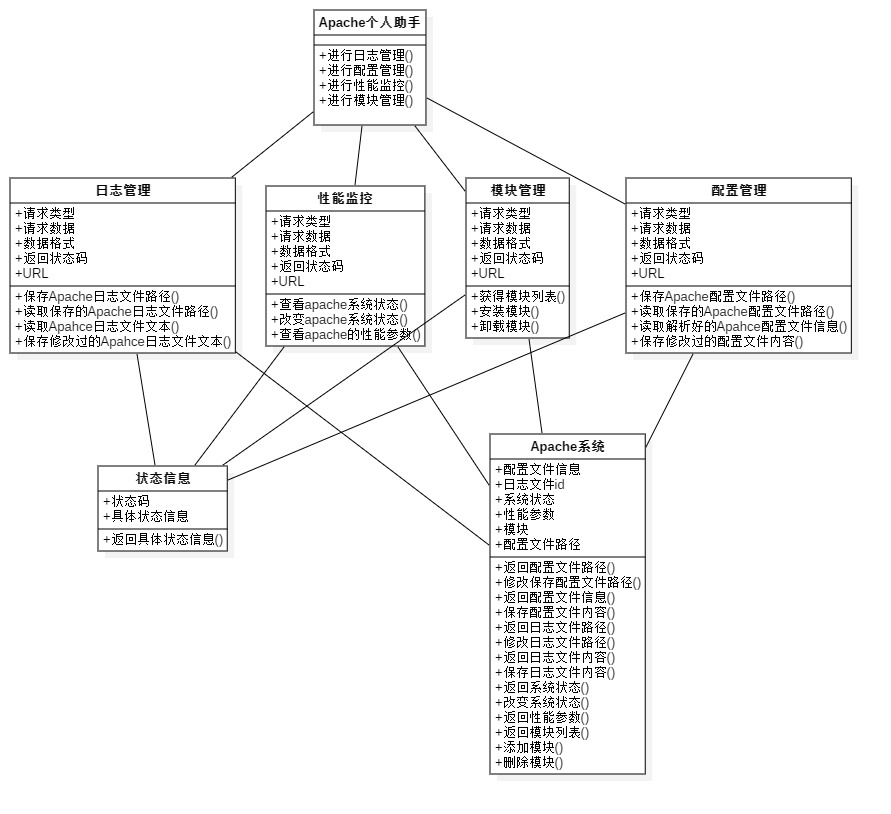 Apache个人助手
+进行日志管理()
+进行配置管理()
+进行性能监控()
+进行模块管理()
日志管理
+请求类型
+请求数据
+数据格式
+返回状态码
+URL
+保存Apache日志文件路径()
+读取保存的Apache日志文件路径()
+读取Apahce日志文件文本()
+保存修改过的Apahce日志文件文本()
性能监控
+请求类型
+请求数据
+数据格式
+返回状态码
+URL
+查看apache系统状态()
+改变apache系统状态()
+查看apache的性能参数()
模块管理
+请求类型
+请求数据
+数据格式
+返回状态码
+URL
+获得模块列表()
+安装模块()
+卸载模块()
配置管理
+请求类型
+请求数据
+数据格式
+返回状态码
+URL
+保存Apache配置文件路径()
+读取保存的Apache配置文件路径()
+读取解析好的Apahce配置文件信息()
+保存修改过的配置文件内容()
状态信息
+状态码
+具体状态信息
+返回具体状态信息()
Apache系统
+配置文件信息
+日志文件id
+系统状态
+性能参数
+模块
+配置文件路径
+返回配置文件路径()
+修改保存配置文件路径()
+返回配置文件信息()
+保存配置文件内容()
+返回日志文件路径()
+修改日志文件路径()
+返回日志文件内容()
+保存日志文件内容()
+返回系统状态()
+改变系统状态()
+返回性能参数()
+返回模块列表()
+添加模块()
+删除模块()